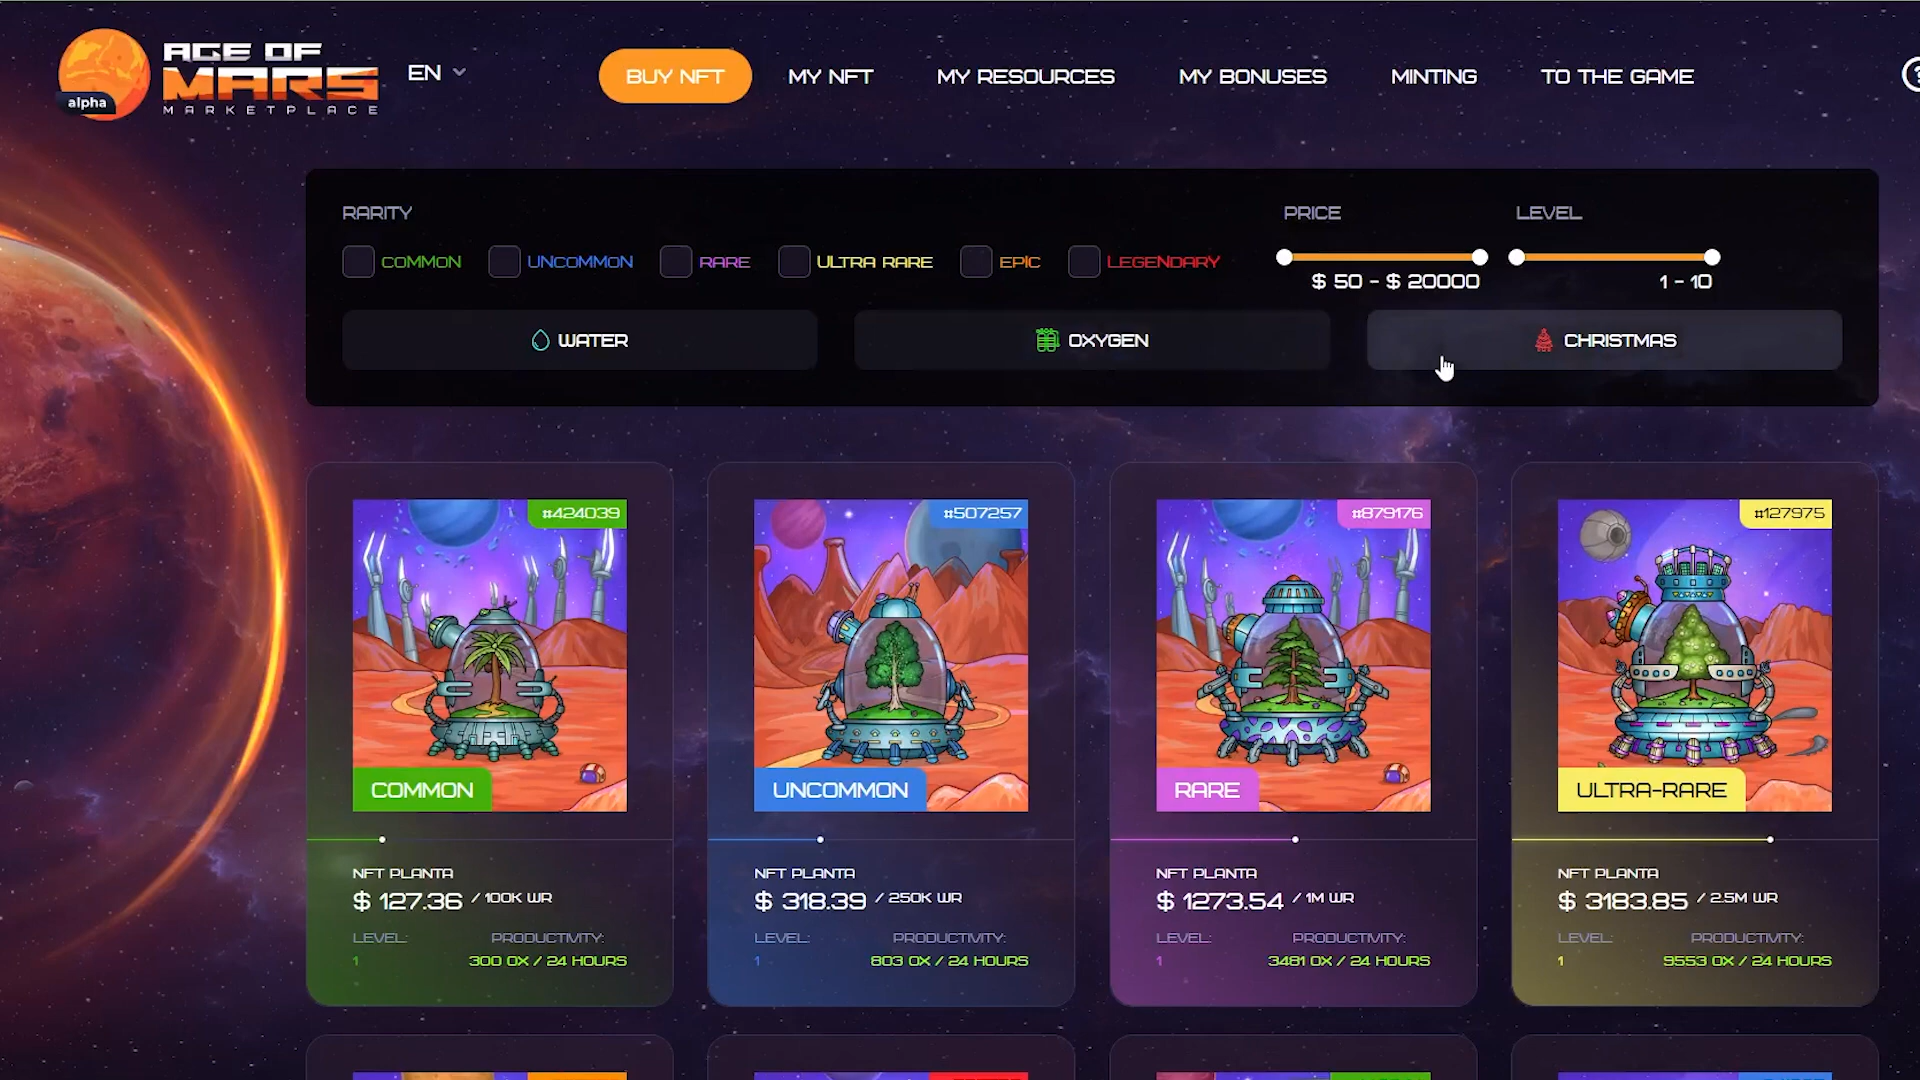 alpha
AGE OF
MARS
MARKETPLACE
EN
BUY NFT
MY NFT
MY RESOURCES
MY BONUSES
MINTING
TO THE GAME
RARITY
PRICE
LEVEL
COMMON
UNCOMMON
RARE
ULTRA RARE
EPIC
LEGENDARY
$ 50 - $ 20000
1 - 10
WATER
OXYGEN
CHRISTMAS
#424039
COMMON
NFT PLANTA
$ 127.36 / 100K WR
LEVEL: PRODUCTIVITY:
1 300 OX / 24 HOURS
#507257
UNCOMMON
NFT PLANTA
$ 318.39 / 250K WR
LEVEL: PRODUCTIVITY:
1 803 OX / 24 HOURS
#879176
RARE
NFT PLANTA
$ 1273.54 / 1M WR
LEVEL: PRODUCTIVITY:
1 3481 OX / 24 HOURS
#127975
ULTRA-RARE
NFT PLANTA
$ 3183.85 / 2.5M WR
LEVEL: PRODUCTIVITY:
1 9553 OX / 24 HOURS